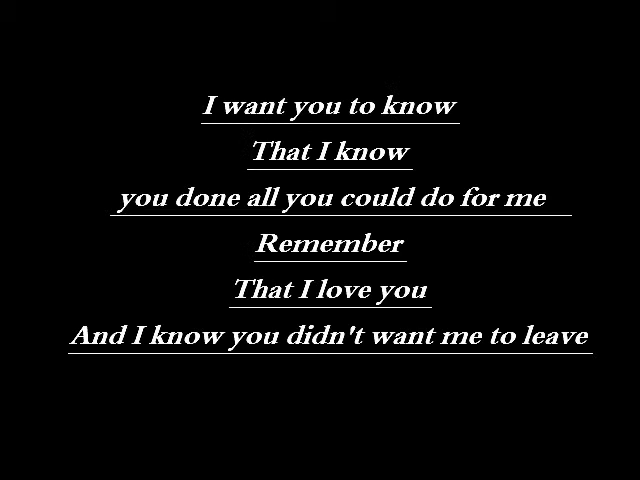 I want you to know
That I know
you done all you could do for me
Remember
That I love you
And I know you didn't want me to leave